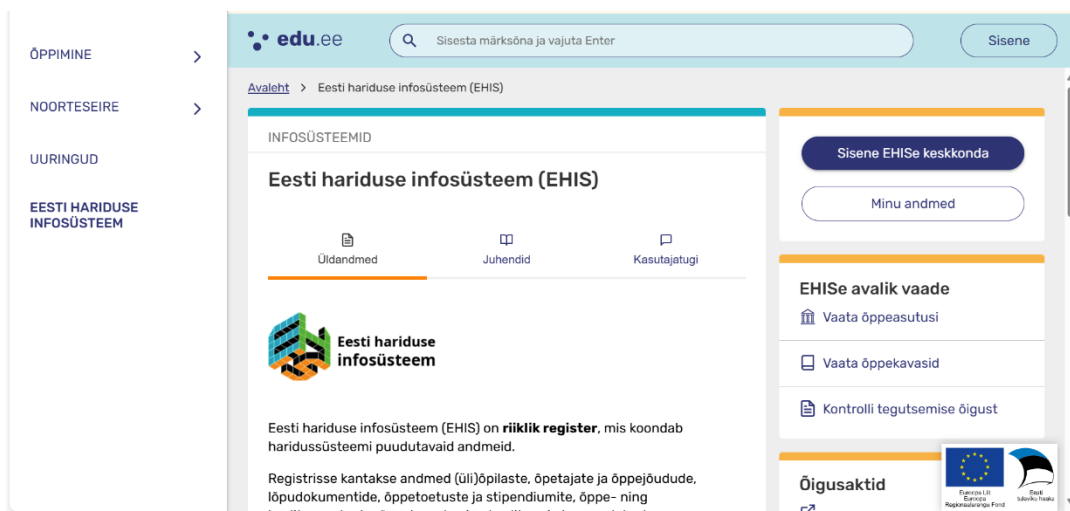 ÕPPIMINE
NOORTESEIRE
UURINGUD
EESTI HARIDUSE
INFOSÜSTEEM
edu.ee
Sisesta märksõna ja vajuta Enter
Sisene
Avaleht > Eesti hariduse infosüsteem (EHIS)
INFOSÜSTEEMID
Eesti hariduse infosüsteem (EHIS)
Üldandmed
Juhendid
Kasutajatugi
Eesti hariduse
infosüsteem
Eesti hariduse infosüsteem (EHIS) on riiklik register, mis koondab
haridussüsteemi puudutavaid andmeid.
Registrisse kantakse andmed (üli)õpilaste, õpetajate ja õppejõudude,
lõpudokumentide, õppetoetuste ja stipendiumite, õppe- ning
Sisene EHISe keskkonda
Minu andmed
EHISe avalik vaade
Vaata õppeasutusi
Vaata õppekavasid
Kontrolli tegutsemise õigust
Õigusaktid
Euroopa Liit
Euroopa
Regionaalarengu Fond
Eesti
tuleviku heaks